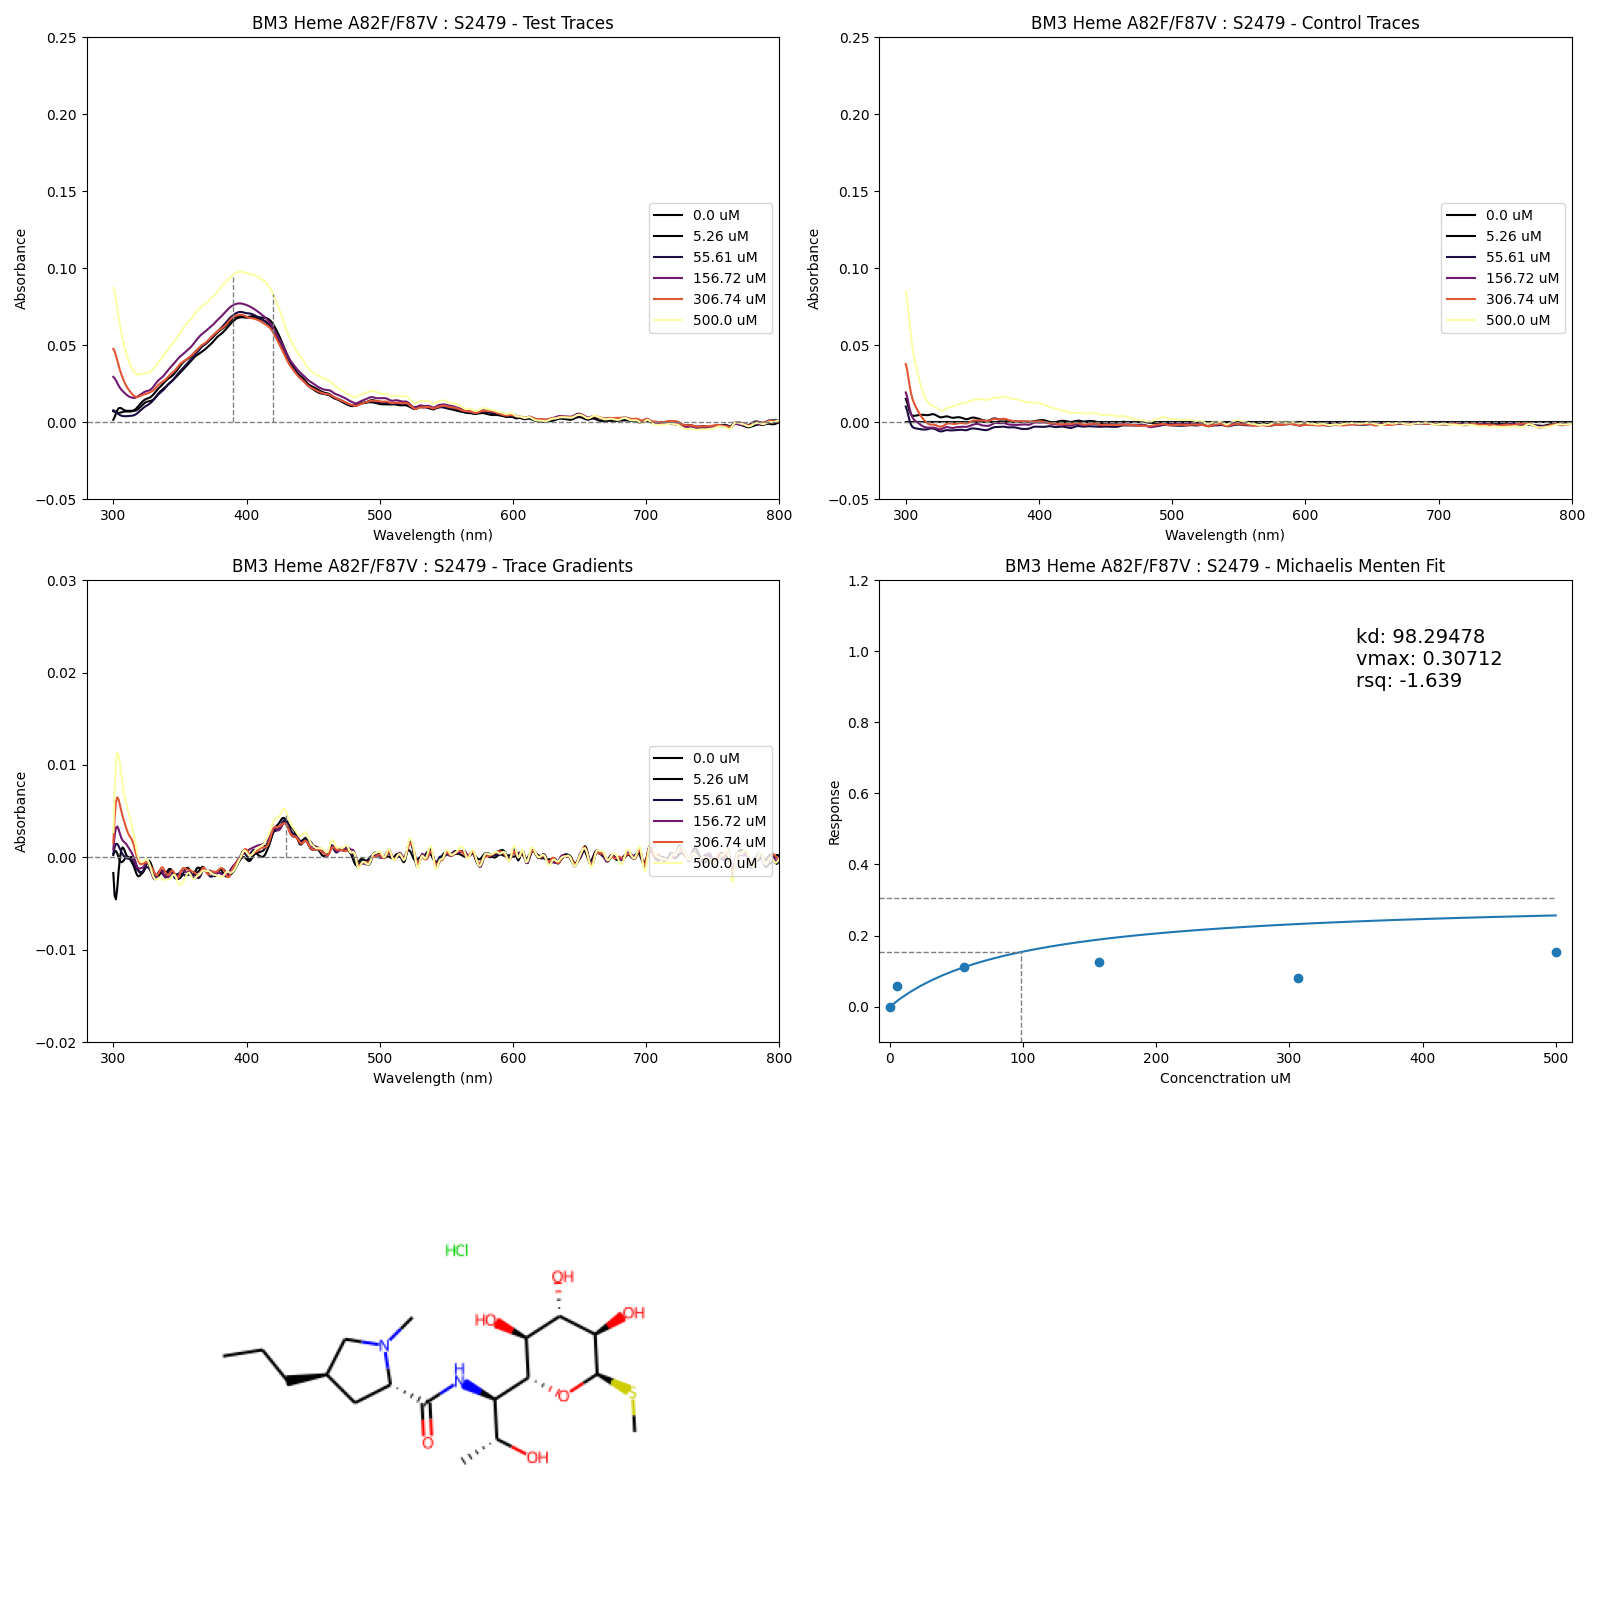 BM3 Heme A82F/F87V : S2479 - Test Traces
0.25
0.20
0.15
0.10
0.05
0.00
−0.05
Absorbance
300 400 500 600 700 800
Wavelength (nm)
0.0 uM
5.26 uM
55.61 uM
156.72 uM
306.74 uM
500.0 uM
BM3 Heme A82F/F87V : S2479 - Control Traces
0.25
0.20
0.15
0.10
0.05
0.00
−0.05
Absorbance
300 400 500 600 700 800
Wavelength (nm)
0.0 uM
5.26 uM
55.61 uM
156.72 uM
306.74 uM
500.0 uM
BM3 Heme A82F/F87V : S2479 - Trace Gradients
0.03
0.02
0.01
0.00
−0.01
−0.02
Absorbance
300 400 500 600 700 800
Wavelength (nm)
0.0 uM
5.26 uM
55.61 uM
156.72 uM
306.74 uM
500.0 uM
BM3 Heme A82F/F87V : S2479 - Michaelis Menten Fit
1.2
1.0
0.8
0.6
0.4
0.2
0.0
Response
kd: 98.29478
vmax: 0.30712
rsq: -1.639
0 100 200 300 400 500
Concenctration uM
HCl
OH
HO
OH
N
H
N
O
S
O
OH